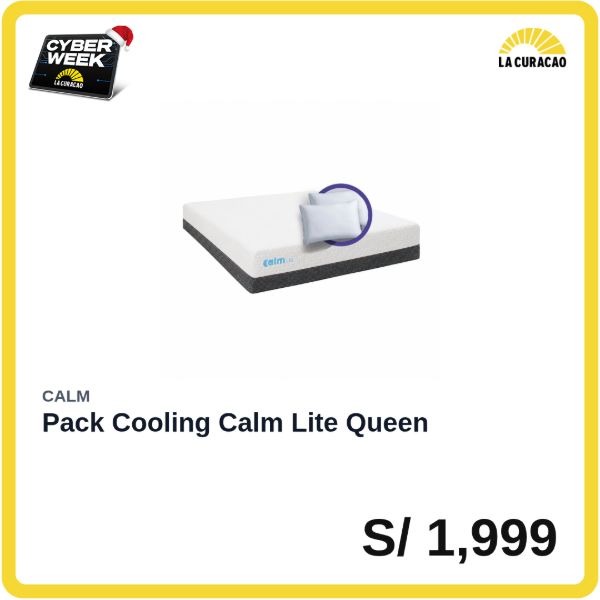 CYBER
WEEK
LA CURACAO
LA CURACAO
Calm
CALM
Pack Cooling Calm Lite Queen
S/ 1,999